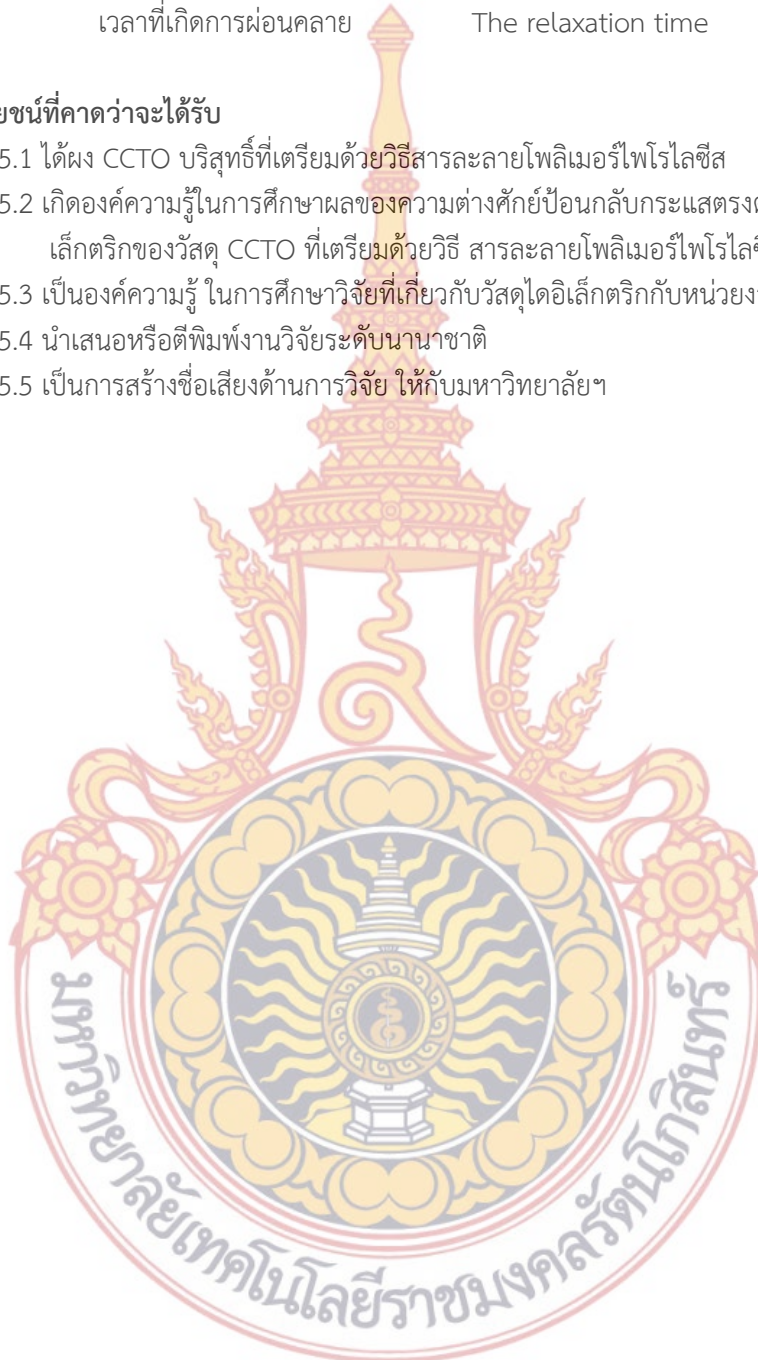 เวลาที่เกิดการผ่อนคลาย The relaxation time
ยชน์ที่คาดว่าจะได้รับ
5.1 ได้ผง CCTO บริสุทธิ์ที่เตรียมด้วยวิธีสารละลายโพลิเมอร์ไพโรไลซีส
5.2 เกิดองค์ความรู้ในการศึกษาผลของความต่างศักย์ป้อนกลับกระแสตรง
เล็กตริกของวัสดุ CCTO ที่เตรียมด้วยวิธี สารละลายโพลิเมอร์ไพโรไล
5.3 เป็นองค์ความรู้ ในการศึกษาวิจัยที่เกี่ยวกับวัสดุไดอิเล็กตริกกับหน่วย
5.4 นำเสนอหรือตีพิมพ์งานวิจัยระดับนานาชาติ
5.5 เป็นการสร้างชื่อเสียงด้านการวิจัย ให้กับมหาวิทยาลัยฯ
มหาวิทยาลัยเทคโนโลยีราชมงคลรัตนโกสินทร์